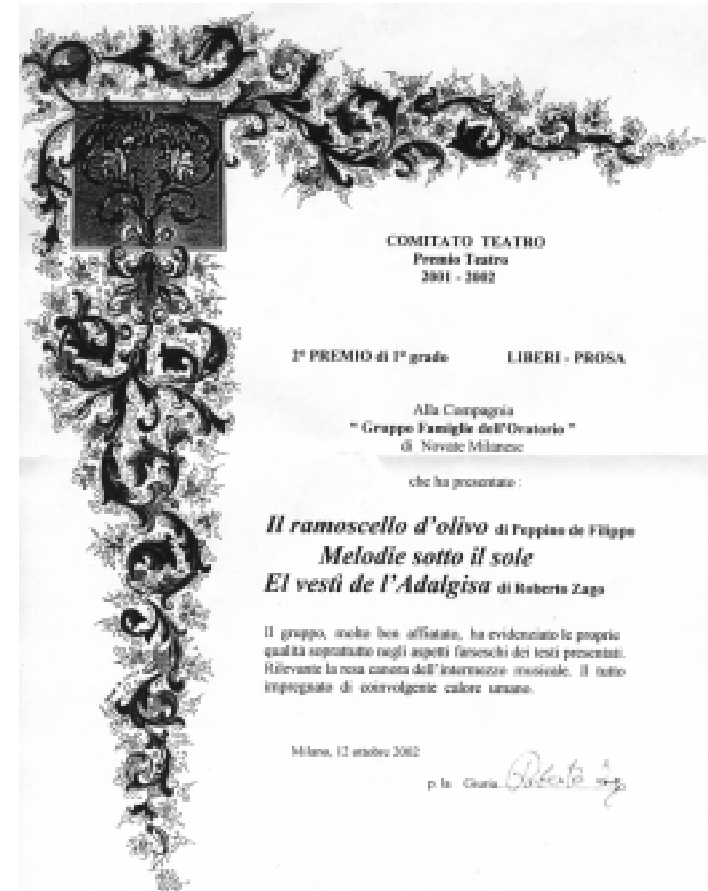 COMITATO TEATRO
Premio Teatro
2001 - 2002
2° PREMIO di 1° grado LIBERI - PROSA
Alla Compagnia
" Gruppo Famiglie dell'Oratorio "
di Novate Milanese
che ha presentato :
Il ramoscello d'olivo di Peppino de Filippo
Melodie sotto il sole
El vestì de l'Adalgisa di Roberto Zago
Il gruppo, molto ben affiatato, ha evidenziato le proprie
qualità soprattutto negli aspetti farseschi dei testi presentati.
Rilevante la resa canora dell'intermezzo musicale. Il tutto
impregnato di coinvolgente calore umano.
Milano, 12 ottobre 2002
p. la Giuria Roberto